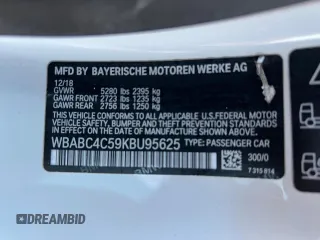 MFD BY BAYERISCHE MOTOREN WERKE AG
12/18
GVWR 5280 lbs 2395 kg
GAWR FRONT 2723 lbs 1235 kg
GAWR REAR 2756 lbs 1250 kg
THIS VEHICLE CONFORMS TO ALL APPLICABLE
U.S. FEDERAL MOTOR VEHICLE SAFETY, BUMPER,
AND THEFT PREVENTION STANDARDS IN EFFECT ON
THE DATE OF MANUFACTURE SHOWN ABOVE.
WBABC4C59KBU95625 TYPE: PASSENGER CAR
300/0
7 315 814
DEALERHISTORY.APP